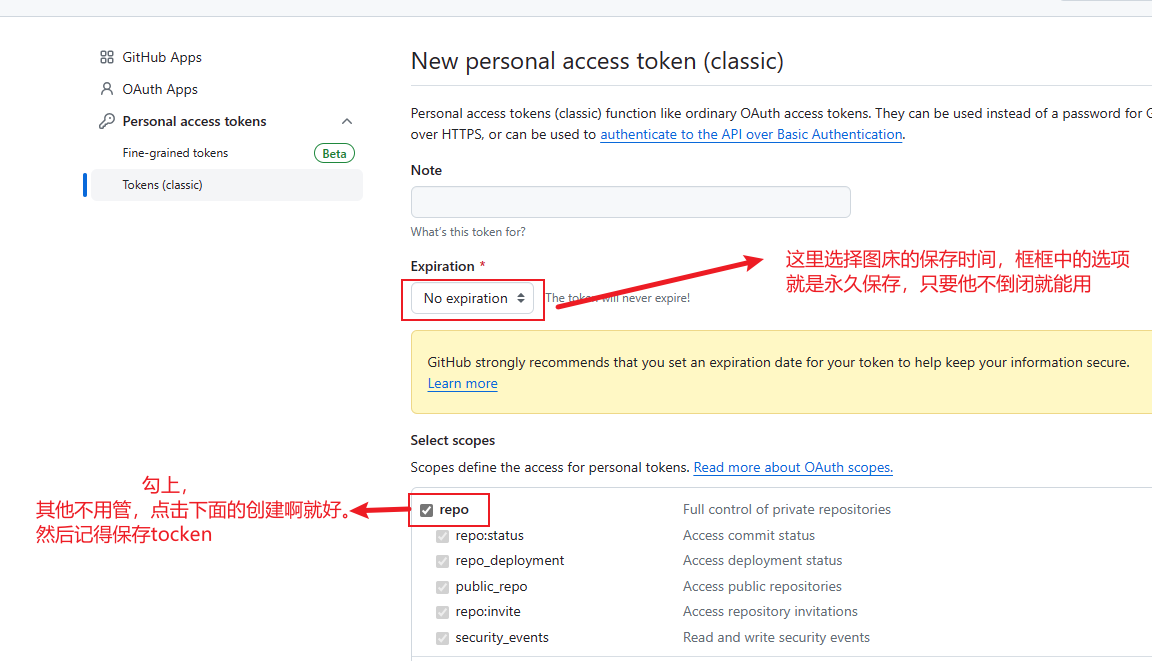 GitHub Apps
OAuth Apps
Personal access tokens
Fine-grained tokens
Beta
Tokens (classic)
New personal access token (classic)
Personal access tokens (classic) function like ordinary OAuth access tokens. They can be used instead of a password for G
over HTTPS, or can be used to authenticate to the API over Basic Authentication.
Note
What's this token for?
Expiration *
No expiration
The token will never expire!
这里选择图床的保存时间，框框中的选项
就是永久保存，只要他不倒闭就能用
GitHub strongly recommends that you set an expiration date for your token to help keep your information secure.
Learn more
Select scopes
Scopes define the access for personal tokens. Read more about OAuth scopes.
勾上，
其他不用管，点击下面的创建啊就好。
然后记得保存tocken
repo
Full control of private repositories
repo:status
Access commit status
repo_deployment
Access deployment status
public_repo
Access public repositories
repo:invite
Access repository invitations
security_events
Read and write security events